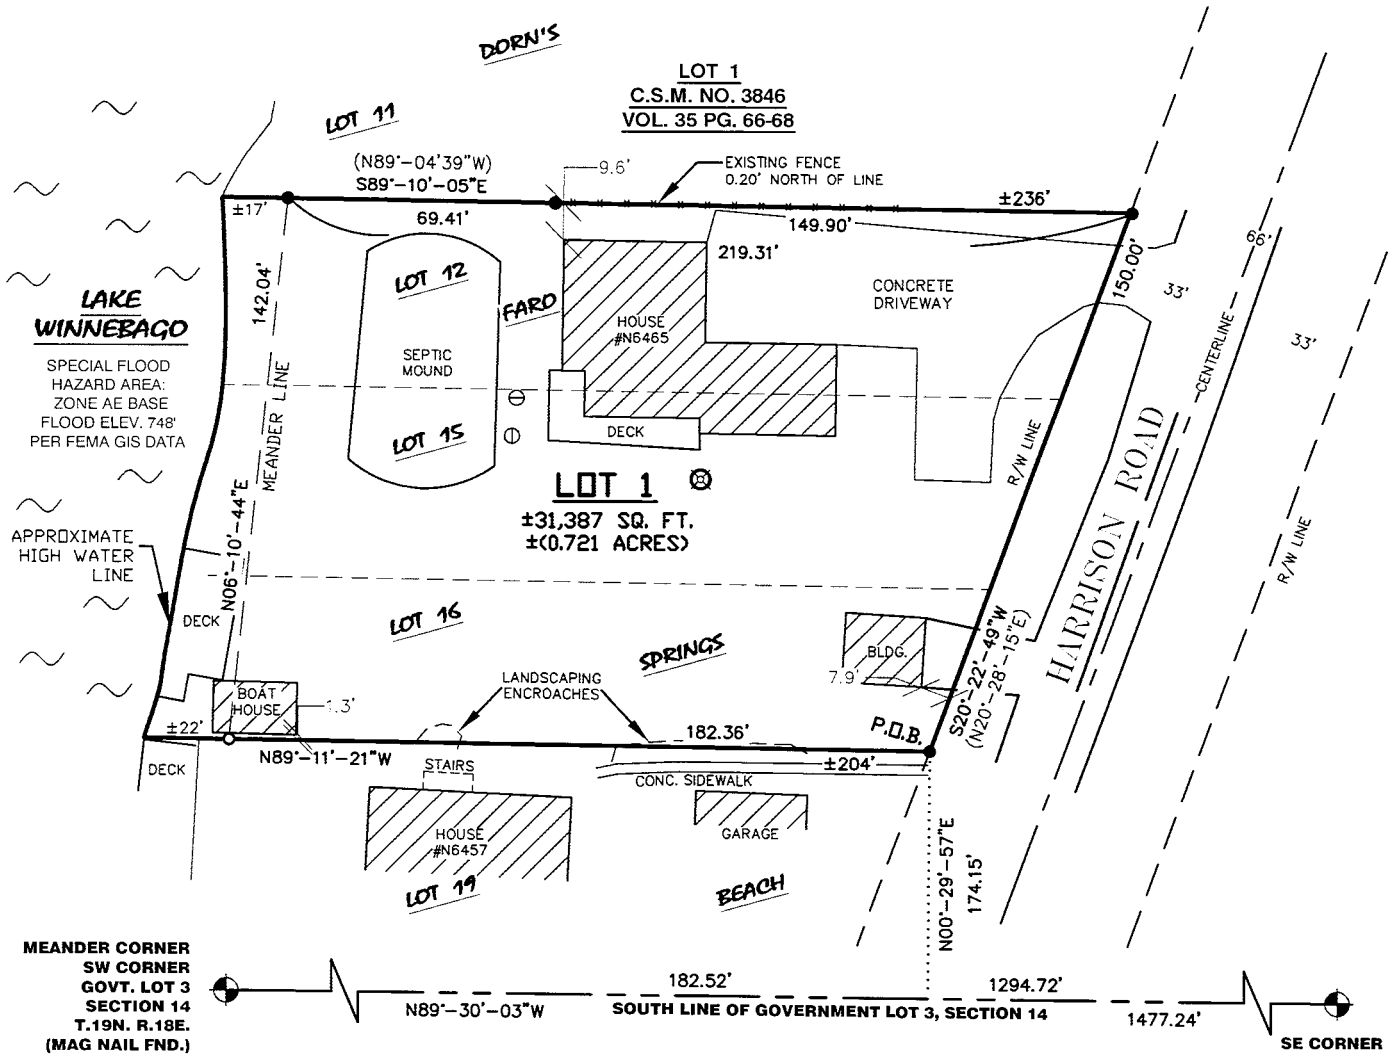 DORN'S
LOT 1
C.S.M. NO. 3846
VOL. 35 PG. 66-68
LOT 11
(N89°-04'39"W)
S89°-10'-05"E
9.6'
EXISTING FENCE
0.20' NORTH OF LINE
±17'
69.41'
±236'
149.90'
219.31'
66'
33'
33'
150.00'
142.04'
LOT 12
FARO
CONCRETE
DRIVEWAY
LAKE
WINNEBAGO
SPECIAL FLOOD
HAZARD AREA:
ZONE AE BASE
FLOOD ELEV. 748'
PER FEMA GIS DATA
HOUSE
#N6465
SEPTIC
MOUND
CENTERLINE
MEANDER LINE
LOT 15
DECK
R/W LINE
HARRISON ROAD
LOT 1
±31,387 SQ. FT.
±(0.721 ACRES)
APPROXIMATE
HIGH WATER
LINE
N06°-10'-44"E
R/W LINE
DECK
LOT 16
SPRINGS
BLDG.
7.9'
S20°-22'-49"W
(N20°-28'-15"E)
LANDSCAPING
ENCROACHES
BOAT
HOUSE
1.3'
±22'
182.36'
P.O.B.
N89°-11'-21"W
DECK
STAIRS
±204'
CONC. SIDEWALK
HOUSE
#N6457
GARAGE
LOT 19
BEACH
N00°-29'-57"E
174.15'
MEANDER CORNER
SW CORNER
GOVT. LOT 3
SECTION 14
T.19N. R.18E.
(MAG NAIL FND.)
182.52'
1294.72'
N89°-30'-03"W
SOUTH LINE OF GOVERNMENT LOT 3, SECTION 14
1477.24'
SE CORNER